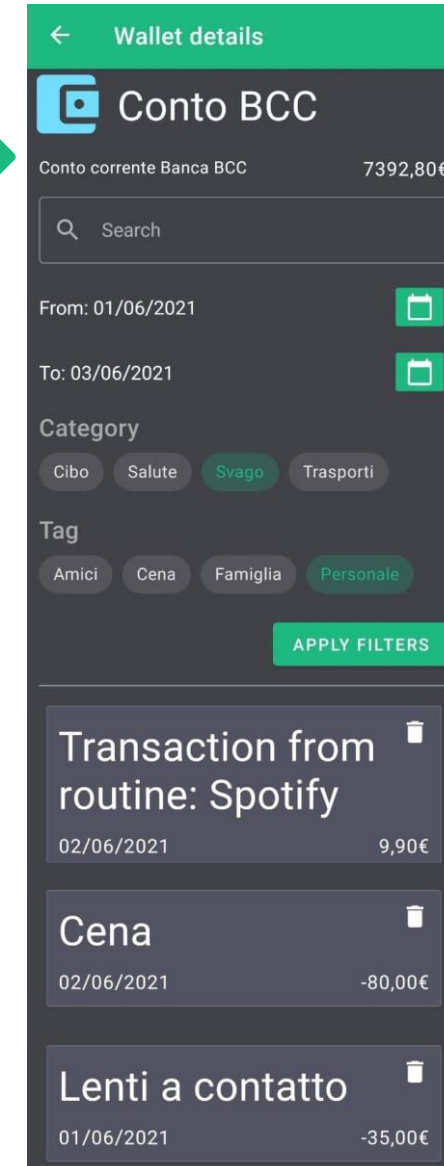 Wallet details
Conto BCC
Conto corrente Banca BCC 7392,80€
Search
From: 01/06/2021
To: 03/06/2021
Category
Cibo Salute Svago Trasporti
Tag
Amici Cena Famiglia Personale
APPLY FILTERS
Transaction from
routine: Spotify
02/06/2021 9,90€
Cena
02/06/2021 -80,00€
Lenti a contatto
01/06/2021 -35,00€